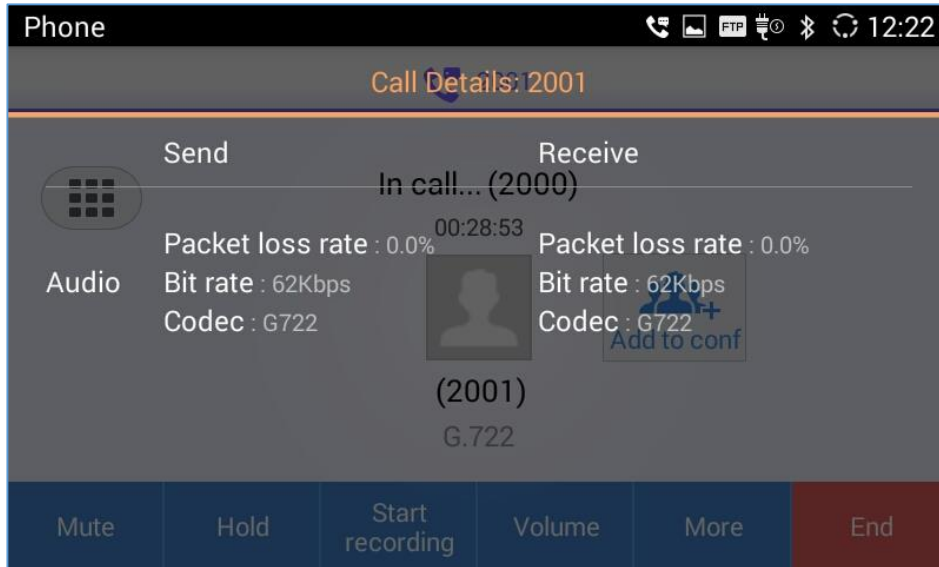 Phone
FTP
12:22
2001
Call Details: 2001
Send
Receive
In call... (2000)
00:28:53
Packet loss rate : 0.0%
Packet loss rate : 0.0%
Audio
Bit rate : 62Kbps
Bit rate : 62Kbps
Codec : G722
Codec : G722
Add to conf
(2001)
G.722
Mute
Hold
Start
recording
Volume
More
End